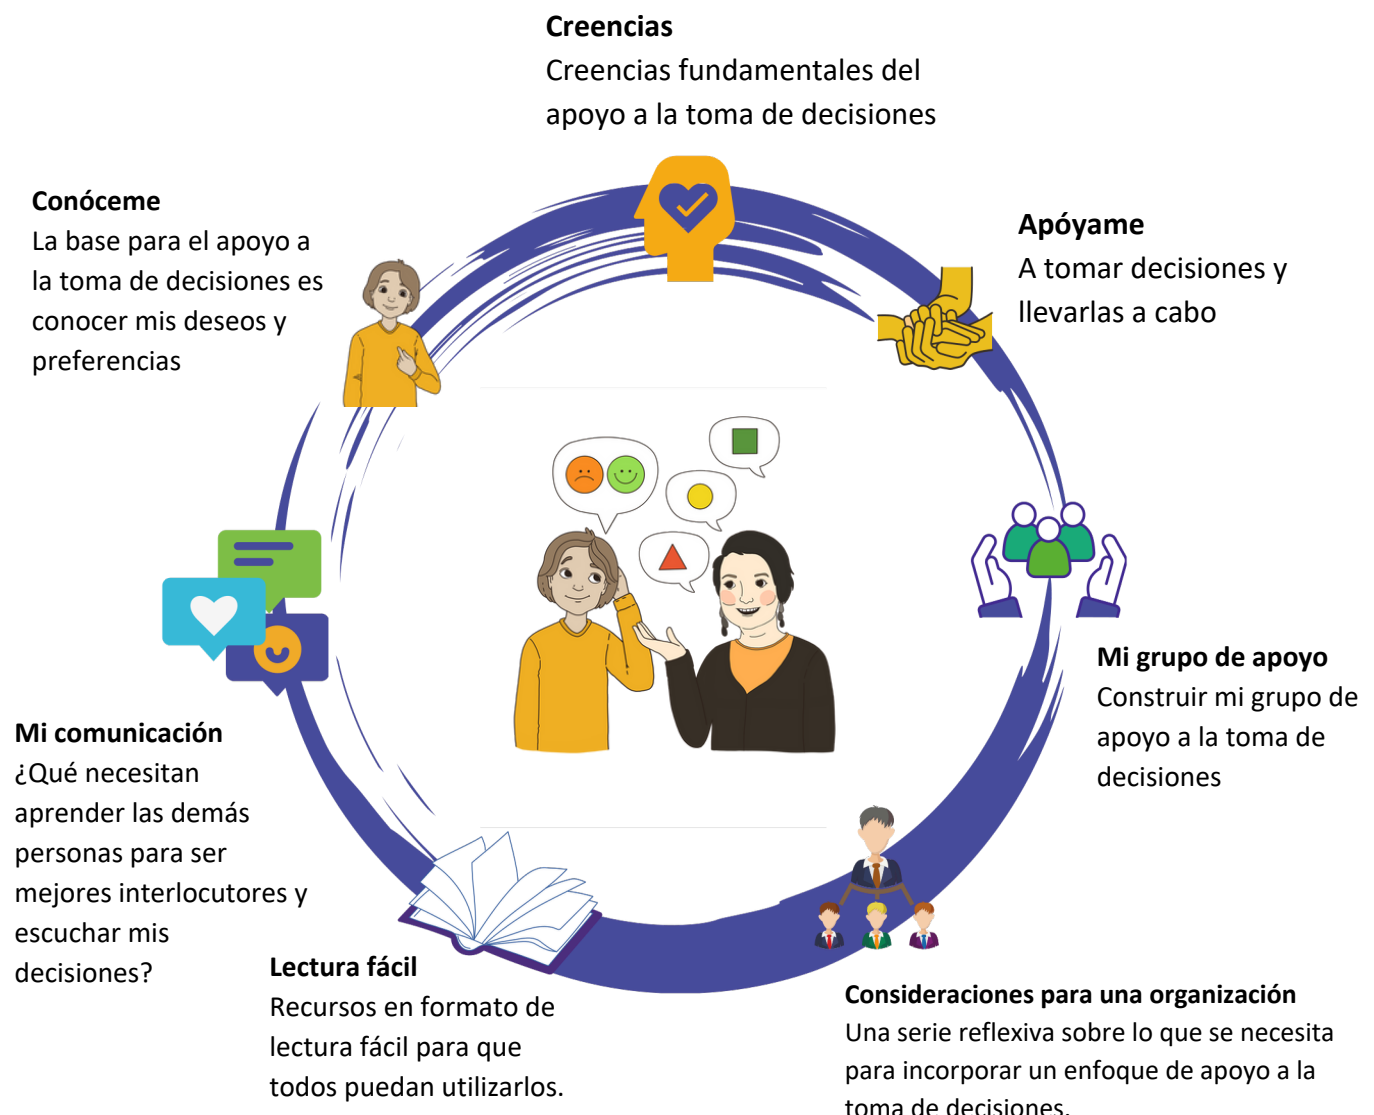 Creencias
Creencias fundamentales del
apoyo a la toma de decisiones
Conóceme
La base para el apoyo a
la toma de decisiones es
conocer mis deseos y
preferencias
Apóyame
A tomar decisiones y
llevarlas a cabo
Mi grupo de apoyo
Construir mi grupo de
apoyo a la toma de
decisiones
Mi comunicación
¿Qué necesitan
aprender las demás
personas para ser
mejores interlocutores y
escuchar mis
decisiones?
Lectura fácil
Recursos en formato de
lectura fácil para que
todos puedan utilizarlos.
Consideraciones para una organización
Una serie reflexiva sobre lo que se necesita
para incorporar un enfoque de apoyo a la
toma de decisiones.